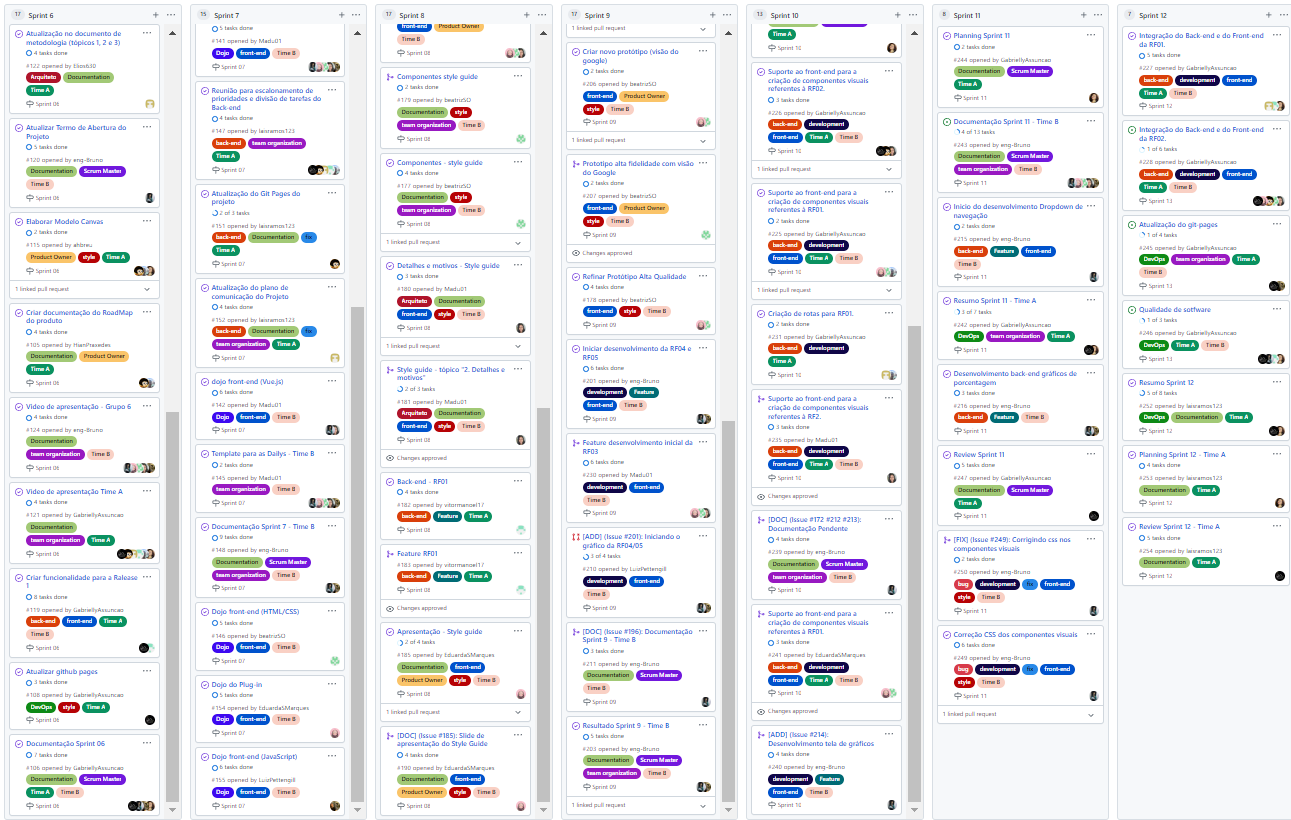 17 Sprint 6
Atualização no documento de
metodologia (tópicos 1, 2 e 3)
4 tasks done
#122 opened by Elios630
Arquiteto Documentation
Time A
Sprint 06
Atualizar Termo de Abertura do
Projeto
5 tasks done
#120 opened by eng-Bruno
Documentation Scrum Master
Time B
Sprint 06
Elaborar Modelo Canvas
2 tasks done
#115 opened by ahbreu
Product Owner style Time A
Sprint 06
1 linked pull request
Criar documentação do RoadMap
do produto
4 tasks done
#105 opened by HianPraxedes
Documentation Product Owner
Time A
Sprint 06
Video de apresentação - Grupo 6
4 tasks done
#124 opened by eng-Bruno
Documentation
team organization Time B
Sprint 06
Video de apresentação Time A
4 tasks done
#121 opened by GabriellyAssuncao
Documentation
team organization Time A
Sprint 06
Criar funcionalidade para a Ralease
1
8 tasks done
#119 opened by GabriellyAssuncao
back-end front-end Time A
Time B
Sprint 06
Atualizar github pages
3 tasks done
#108 opened by GabriellyAssuncao
DevOps style Time A
Sprint 06
Documentação Sprint 06
7 tasks done
#106 opened by GabriellyAssuncao
Documentation Scrum Master
Time A Time B
Sprint 06
15 Sprint 7
5 tasks done
#141 opened by Madu01
Dojo front-end Time B
Sprint 07
Reunião para escalonamento de
prioridades e divisão de tarefas do
Back-end
4 tasks done
#147 opened by laoramos123
back-end team organization
Time A
Sprint 07
Atualização do Git Pages do
projeto
2 of 3 tasks
#151 opened by laoramos123
back-end Documentation fix
Time A
Sprint 07
Atualização do plano de
comunicação do Projeto
4 tasks done
#152 opened by laoramos123
back-end Documentation fix
team organization Time A
Sprint 07
dojo front-end (Vue.js)
6 tasks done
#142 opened by Madu01
Dojo front-end Time B
Sprint 07
Template para as Dailys - Time B
2 tasks done
#145 opened by Madu01
team organization Time B
Sprint 07
Documentação Sprint 7 - Time B
9 tasks done
#148 opened by eng-Bruno
Documentation Scrum Master
team organization Time B
Sprint 07
Dojo front-end (HTML/CSS)
5 tasks done
#146 opened by beatrizSO
Dojo front-end Time B
Sprint 07
Dojo do Plug-in
5 tasks done
#154 opened by EduardaSMarques
Dojo front-end Time B
Sprint 07
Dojo front-end (JavaScript)
6 tasks done
#155 opened by LuizPettengill
Dojo front-end Time B
Sprint 07
17 Sprint 8
front-end Product Owner
Time B
Sprint 08
Componentes style guide
2 tasks done
#179 opened by beatrizSO
Documentation style
team organization Time B
Sprint 08
Componentes - style guide
4 tasks done
#177 opened by beatrizSO
Documentation style
team organization Time B
Sprint 08
1 linked pull request
Detalhes e motivos - Style guide
3 tasks done
#180 opened by Madu01
Arquiteto Documentation
front-end style Time B
Sprint 08
1 linked pull request
Style guide - tópico "2. Detalhes e
motivos"
2 of 3 tasks
#181 opened by Madu01
Arquiteto Documentation
front-end style Time B
Sprint 08
Changes approved
Back-end - RF01
4 tasks done
#182 opened by vitormanoel17
back-end Feature Time A
Sprint 08
Feature RF01
#183 opened by vitormanoel17
back-end Feature Time A
Sprint 08
Changes approved
Apresentação - Style guide
2 of 4 tasks
#185 opened by EduardaSMarques
Documentation front-end
Product Owner style Time B
Sprint 08
1 linked pull request
[DOC] (Issue #185): Slide de
apresentação do Style Guide
4 tasks done
#190 opened by EduardaSMarques
Documentation front-end
Product Owner style Time B
Sprint 08
17 Sprint 9
1 linked pull request
Criar novo protótipo (visão do
google)
2 tasks done
#206 opened by beatrizSO
front-end Product Owner
style Time B
Sprint 09
1 linked pull request
Prototipo alta fidelidade com visão
do Google
2 tasks done
#207 opened by beatrizSO
front-end Product Owner
style Time B
Sprint 09
Changes approved
Refinar Protótipo Alta Qualidade
4 tasks done
#178 opened by beatrizSO
front-end style Time B
Sprint 09
Iniciar desenvolvimento da RF04 e
RF05
6 tasks done
#201 opened by eng-Bruno
development Feature
front-end Time B
Sprint 09
Feature desenvolvimento Inicial da
RF03
6 tasks done
#230 opened by Madu01
development front-end
Time B
Sprint 09
[ADD] (Issue #201): Iniciando o
gráfico da RF04/05
3 of 4 tasks
#210 opened by LuizPettengill
development front-end
Time B
Sprint 09
[DOC] (Issue #196): Documentação
Sprint 9 - Time B
3 tasks done
#211 opened by eng-Bruno
Documentation Scrum Master
Time B
Sprint 09
Resultado Sprint 9 - Time B
5 tasks done
#203 opened by eng-Bruno
Documentation Scrum Master
team organization Time B
Sprint 09
1 linked pull request
13 Sprint 10
Time A
Sprint 10
Suporte ao front-end para a
criação de componentes visuais
referentes à RF02.
3 tasks done
#226 opened by GabriellyAssuncao
back-end development
front-end Time A Time B
Sprint 10
1 linked pull request
Suporte ao front-end para a
criação de componentes visuais
referentes à RF01.
2 tasks done
#225 opened by GabriellyAssuncao
back-end development
front-end Time A Time B
Sprint 10
1 linked pull request
Criação de rotas para RF01.
2 tasks done
#231 opened by GabriellyAssuncao
back-end development
Time A
Sprint 10
Suporte ao front-end para a
criação de componentes visuais
referentes à RF2.
3 tasks done
#235 opened by Madu01
back-end development
front-end Time A Time B
Sprint 10
Changes approved
[DOC] (Issue #172 #212 #213):
Documentação Pendente
4 tasks done
#239 opened by eng-Bruno
Documentation Scrum Master
team organization Time B
Sprint 10
Suporte ao front-end para a
criação de componentes visuais
referentes à RF01.
3 tasks done
#241 opened by EduardaSMarques
back-end development
front-end Time A Time B
Sprint 10
Changes approved
[ADD] (Issue #214):
Desenvolvimento tela de gráficos
4 tasks done
#240 opened by eng-Bruno
development Feature
front-end Time B
Sprint 10
8 Sprint 11
Planning Sprint 11
2 tasks done
#244 opened by GabriellyAssuncao
Documentation Scrum Master
Time A
Sprint 11
Documentação Sprint 11 - Time B
4 of 13 tasks
#243 opened by eng-Bruno
Documentation Scrum Master
team organization Time B
Sprint 11
Inicio do desenvolvimento Dropdown de
navegação
2 tasks done
#215 opened by eng-Bruno
back-end Feature front-end
Time B
Sprint 11
Resumo Sprint 11 - Time A
3 of 7 tasks
#242 opened by GabriellyAssuncao
DevOps team organization Time A
Sprint 11
Desenvolvimento back-end gráficos de
porcentagem
3 tasks done
#216 opened by eng-Bruno
back-end Feature Time B
Sprint 11
Review Sprint 11
5 tasks done
#247 opened by GabriellyAssuncao
Documentation Scrum Master
Time A
Sprint 11
[FIX] (Issue #249): Corrigindo css nos
componentes visuais
2 tasks done
#250 opened by eng-Bruno
bug development fix front-end
style Time B
Sprint 11
Correção CSS dos componentes visuais
6 tasks done
#249 opened by eng-Bruno
bug development fix front-end
style Time B
Sprint 11
1 linked pull request
7 Sprint 12
Integração do Back-end e do Front-end
da RF01.
5 tasks done
#227 opened by GabriellyAssuncao
back-end development front-end
Time A Time B
Sprint 12
Integração do Back-end e do Front-end
da RF02.
1 of 6 tasks
#228 opened by GabriellyAssuncao
back-end development front-end
Time A Time B
Sprint 13
Atualização do git-pages
1 of 4 tasks
#245 opened by GabriellyAssuncao
DevOps team organization Time A
Time B
Sprint 13
Qualidade de sotfware
1 of 3 tasks
#246 opened by GabriellyAssuncao
DevOps Time A Time B
Sprint 13
Resumo Sprint 12
5 of 8 tasks
#252 opened by laoramos123
DevOps Documentation Time A
Sprint 12
Planning Sprint 12 - Time A
4 tasks done
#253 opened by laoramos123
Documentation Time A
Sprint 12
Review Sprint 12 - Time A
5 tasks done
#254 opened by laoramos123
Documentation Time A
Sprint 12